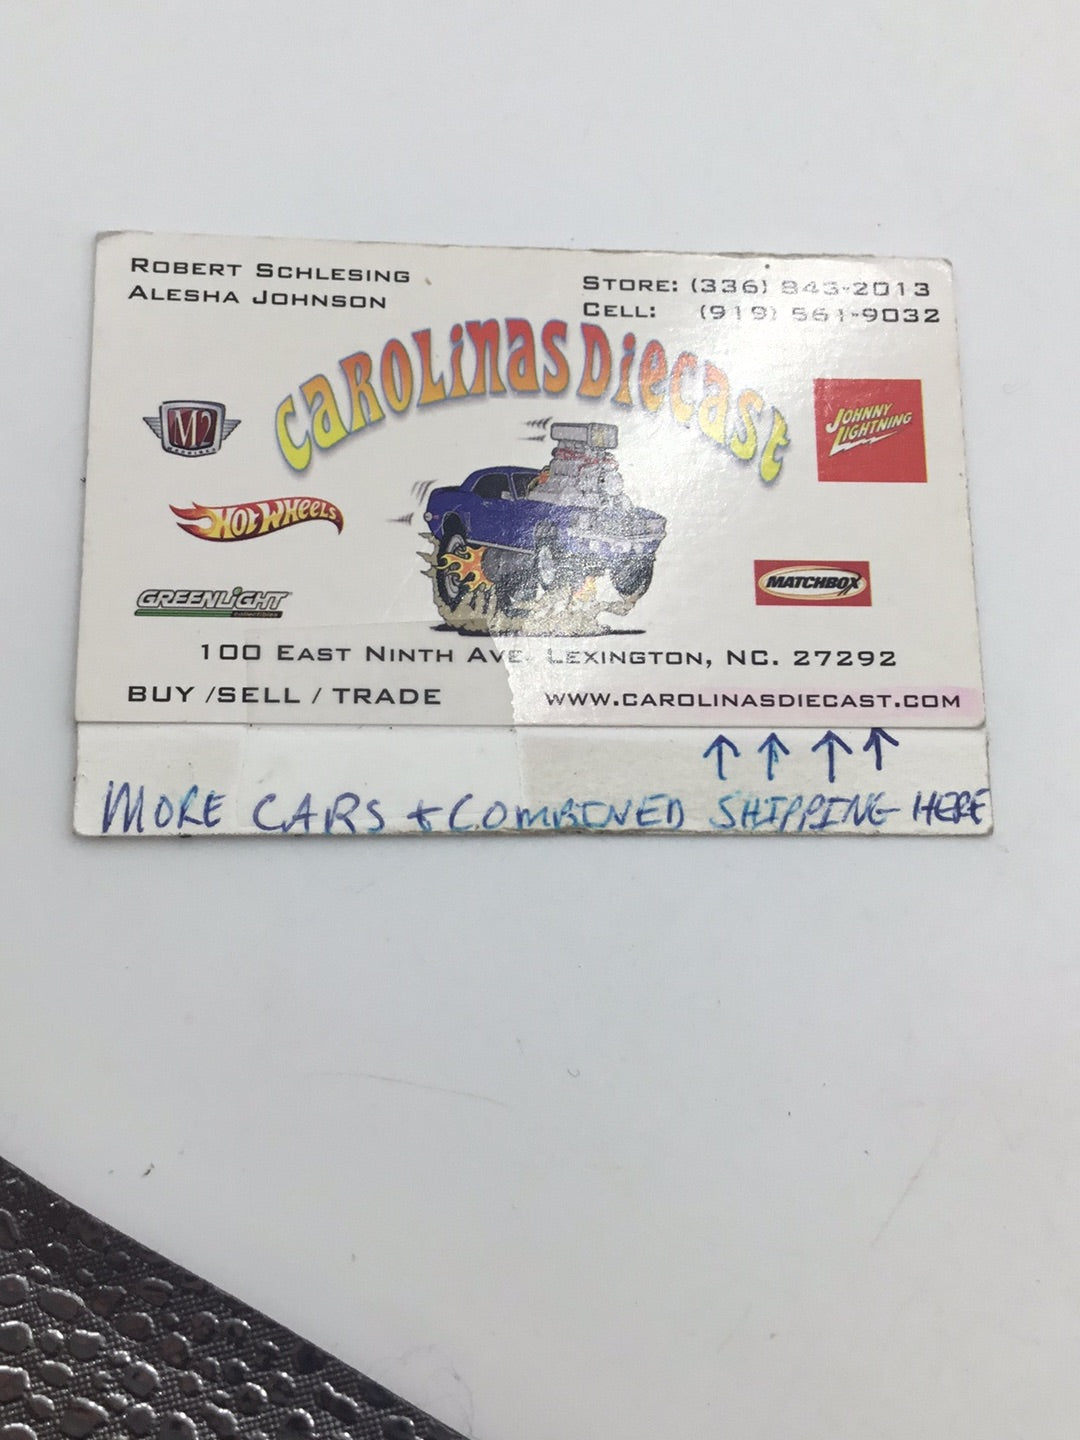 ROBERT SCHLESING
ALESHA JOHNSON
STORE: (336) 843-2013
CELL: (919) 561-9032
CAROLINAS DIECAST
M2
MACHINES
JOHNNY
LIGHTNING
HOT WHEELS
GREENLIGHT
COLLECTIBLES
MATCHBOX
100 EAST NINTH AVE. LEXINGTON, NC. 27292
BUY /SELL / TRADE
WWW.CAROLINASDIECAST.COM
↑ ↑ ↑ ↑
MORE CARS + COMBINED SHIPPING HERE